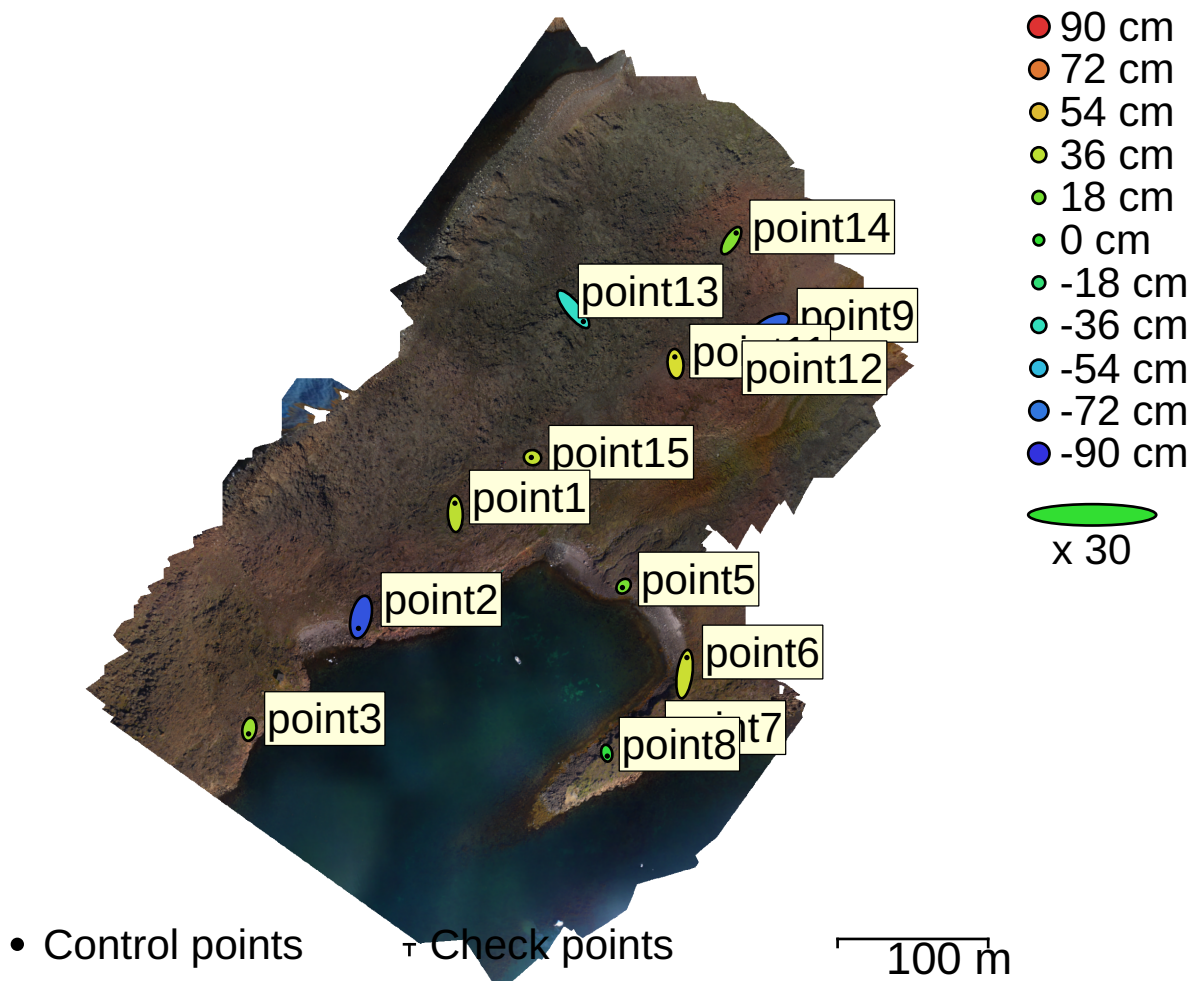 90 cm
72 cm
54 cm
36 cm
18 cm
0 cm
-18 cm
-36 cm
-54 cm
-72 cm
-90 cm
x 30
point14
point13
point9
point12
point15
point1
point5
point2
point6
point3
point8
Control points
Check points
100 m